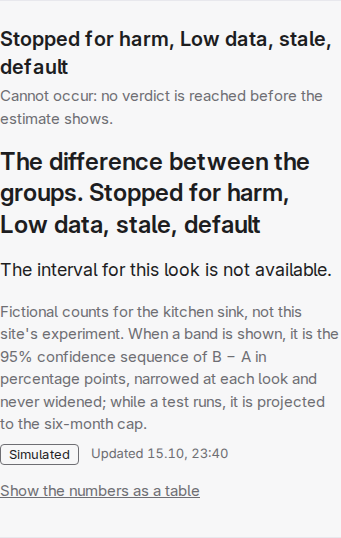 Stopped for harm, Low data, stale,
default
Cannot occur: no verdict is reached before the
estimate shows.
The difference between the
groups. Stopped for harm,
Low data, stale, default
The interval for this look is not available.
Fictional counts for the kitchen sink, not this
site's experiment. When a band is shown, it is the
95% confidence sequence of B − A in
percentage points, narrowed at each look and
never widened; while a test runs, it is projected
to the six-month cap.
Simulated Updated 15.10, 23:40
Show the numbers as a table